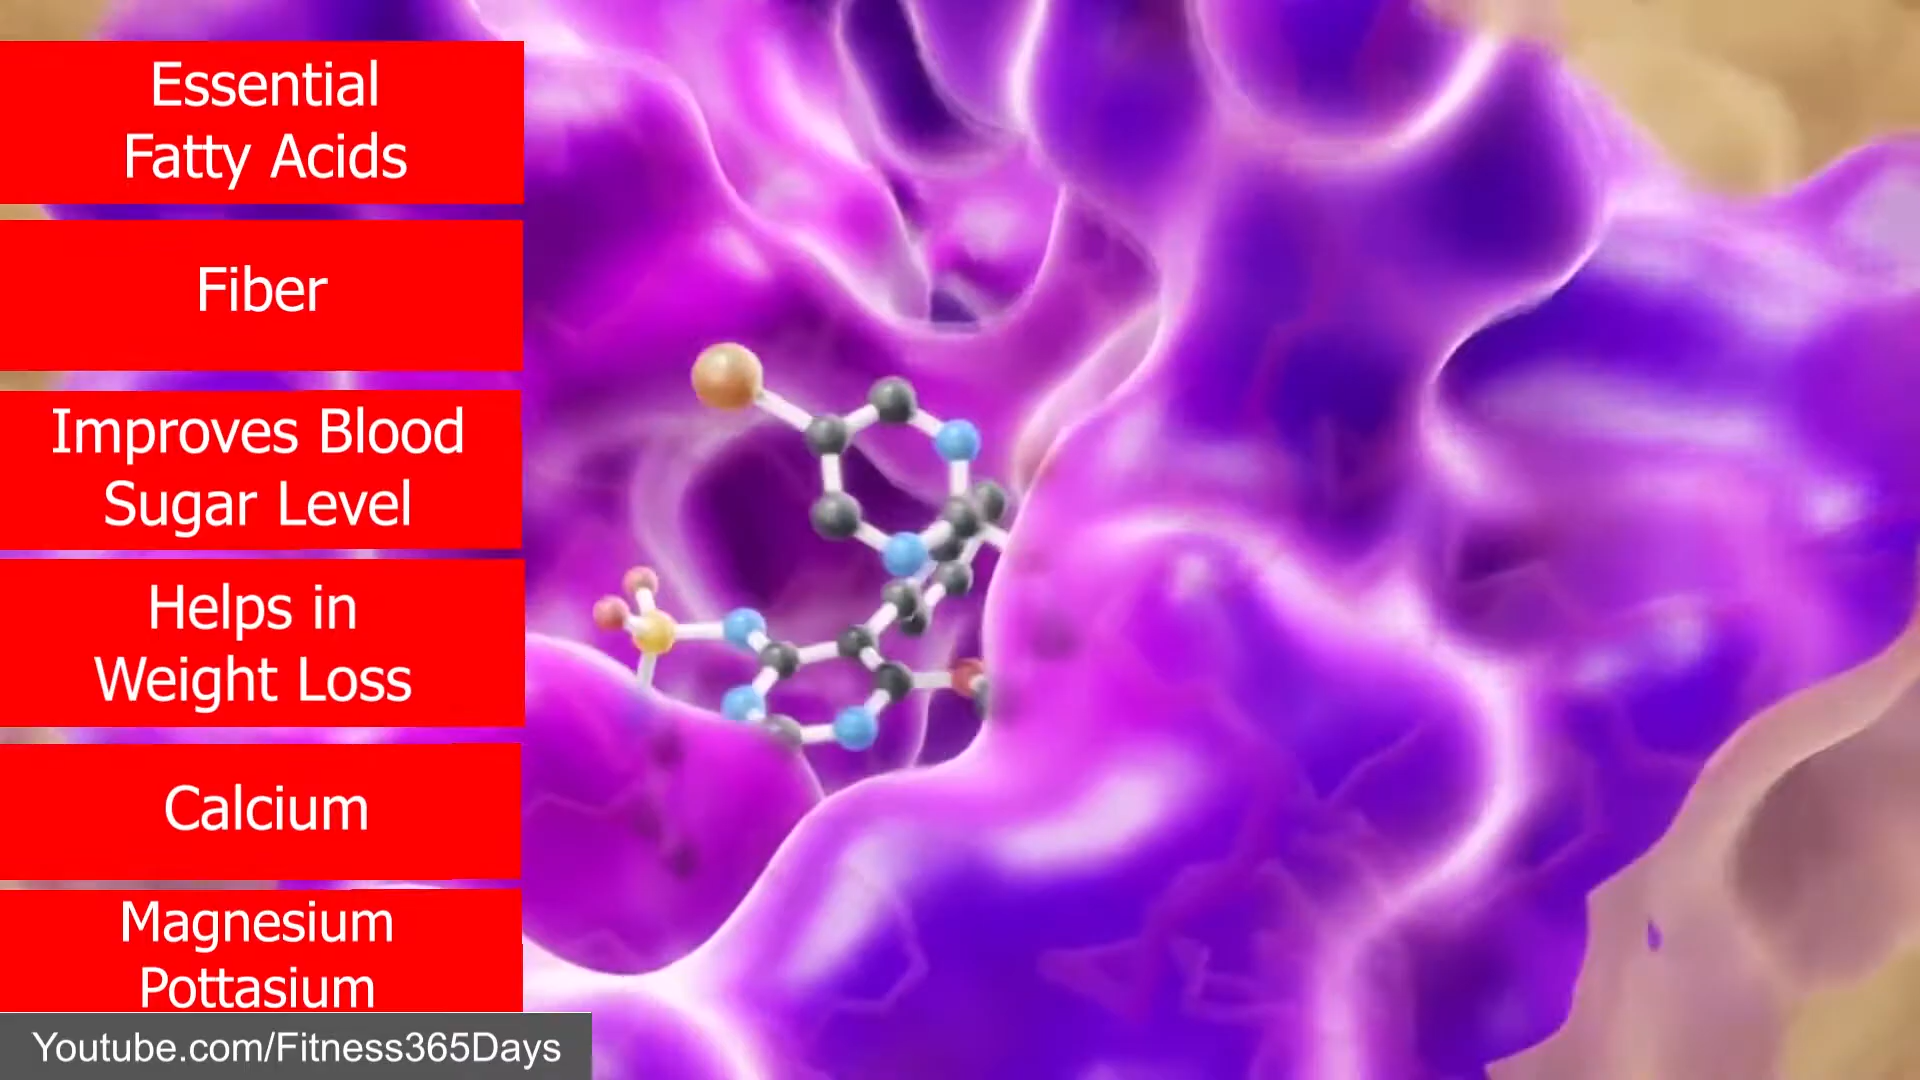 Essential
Fatty Acids
Fiber
Improves Blood
Sugar Level
Helps in
Weight Loss
Calcium
Magnesium
Pottasium
Youtube.com/Fitness365Days